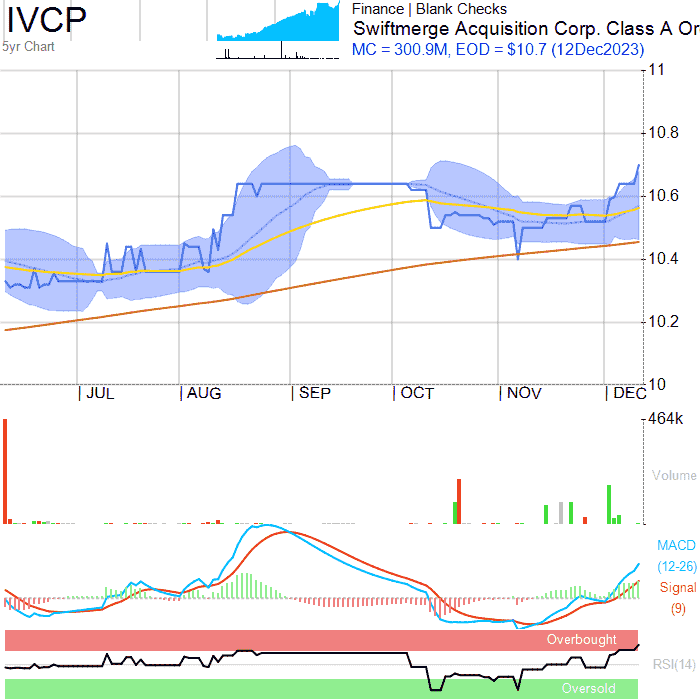 IVCP
5yr Chart
Finance | Blank Checks
Swiftmerge Acquisition Corp. Class A Or
MC = 300.9M, EOD = $10.7 (12Dec2023)
11
10.8
10.6
10.4
10.2
10
JUL
AUG
SEP
OCT
NOV
DEC
464k
Volume
MACD
(12-26)
Signal
(9)
Overbought
RSI(14)
Oversold